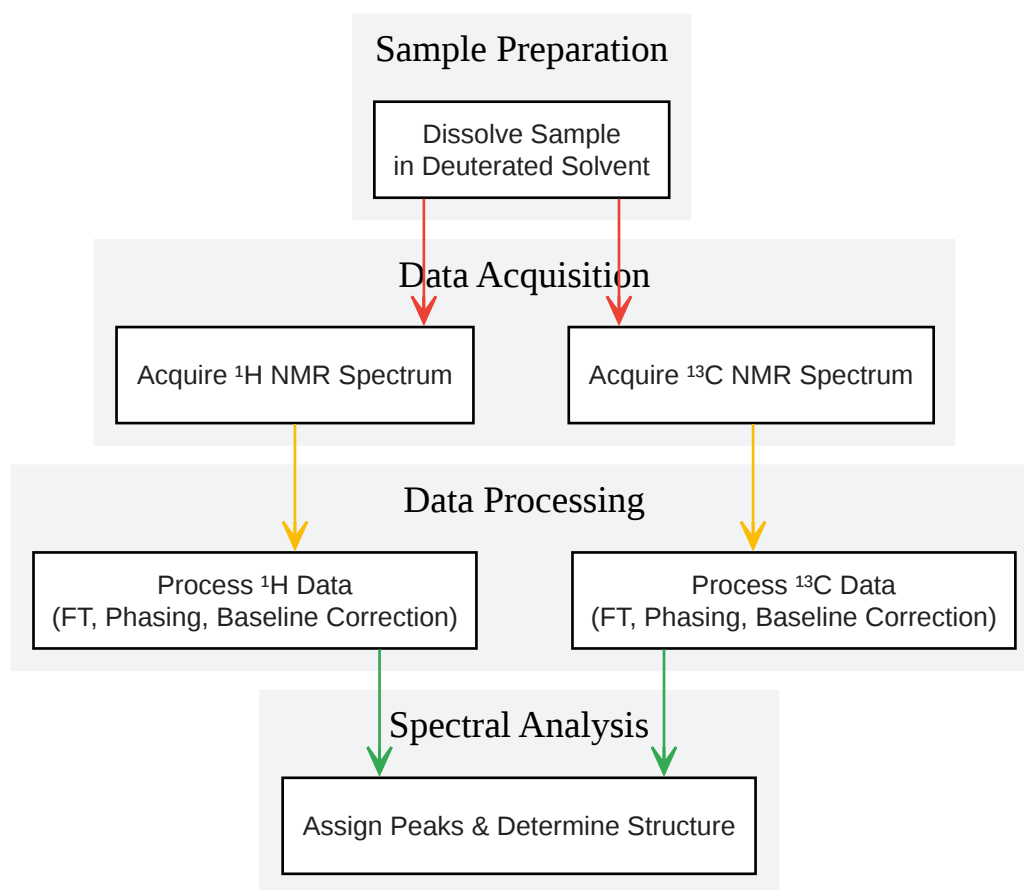 Sample Preparation
Dissolve Sample
in Deuterated Solvent
Data Acquisition
Acquire ¹H NMR Spectrum
Acquire ¹³C NMR Spectrum
Data Processing
Process ¹H Data
(FT, Phasing, Baseline Correction)
Process ¹³C Data
(FT, Phasing, Baseline Correction)
Spectral Analysis
Assign Peaks & Determine Structure